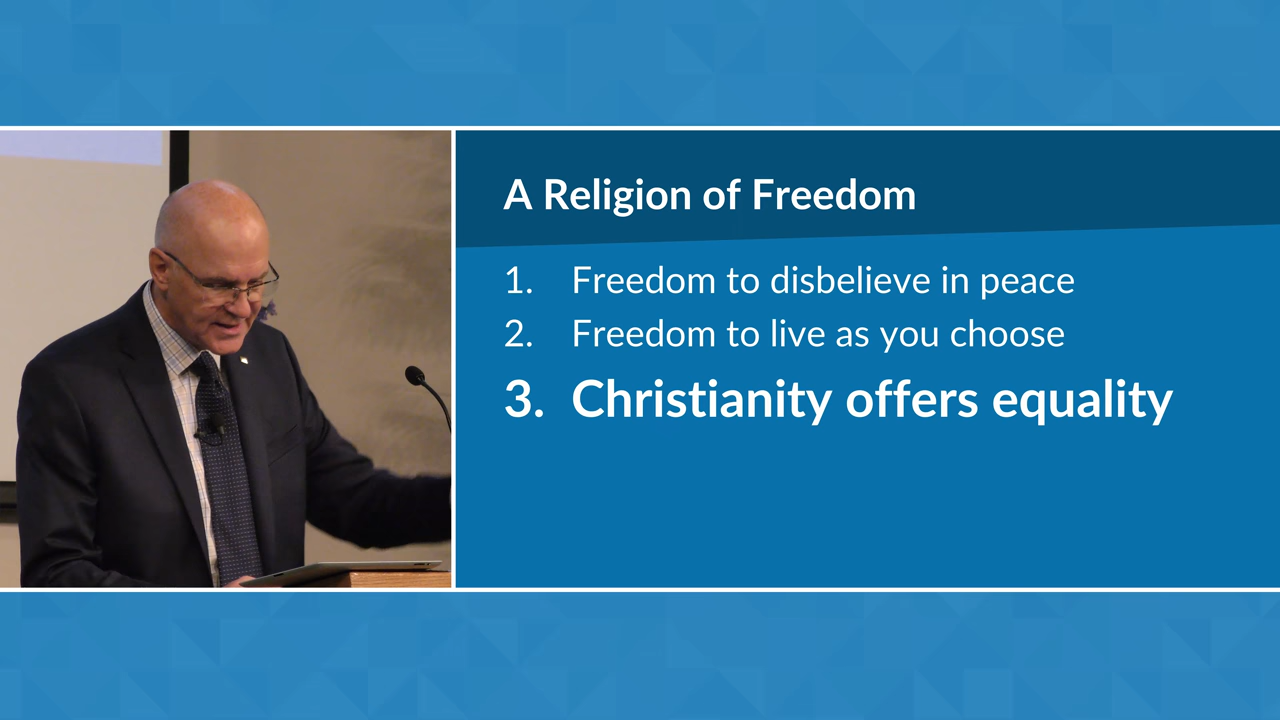 A Religion of Freedom
1. Freedom to disbelieve in peace
2. Freedom to live as you choose
3. Christianity offers equality